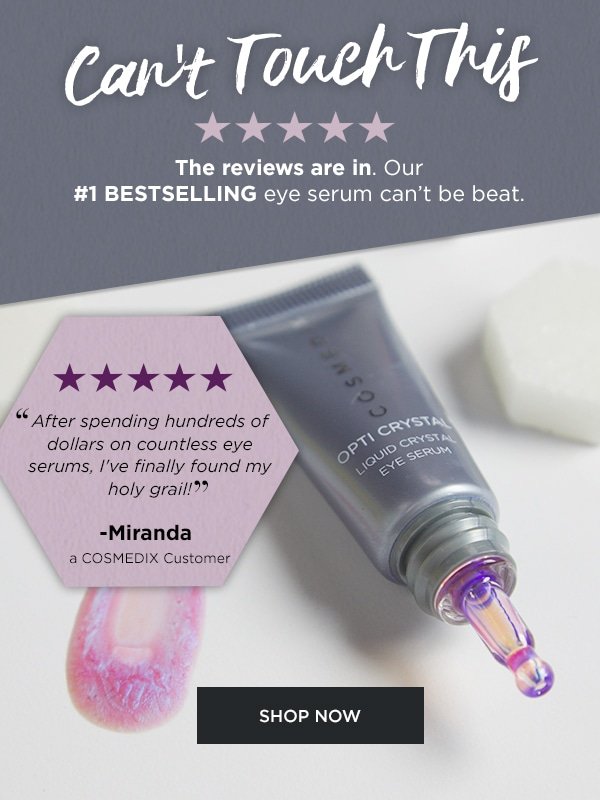 Can't Touch This
The reviews are in. Our
#1 BESTSELLING eye serum can't be beat.
COSMED
OPTI CRYSTAL
LIQUID CRYSTAL
EYE SERUM
“After spending hundreds of
dollars on countless eye
serums, I've finally found my
holy grail!”
-Miranda
a COSMEDIX Customer
SHOP NOW